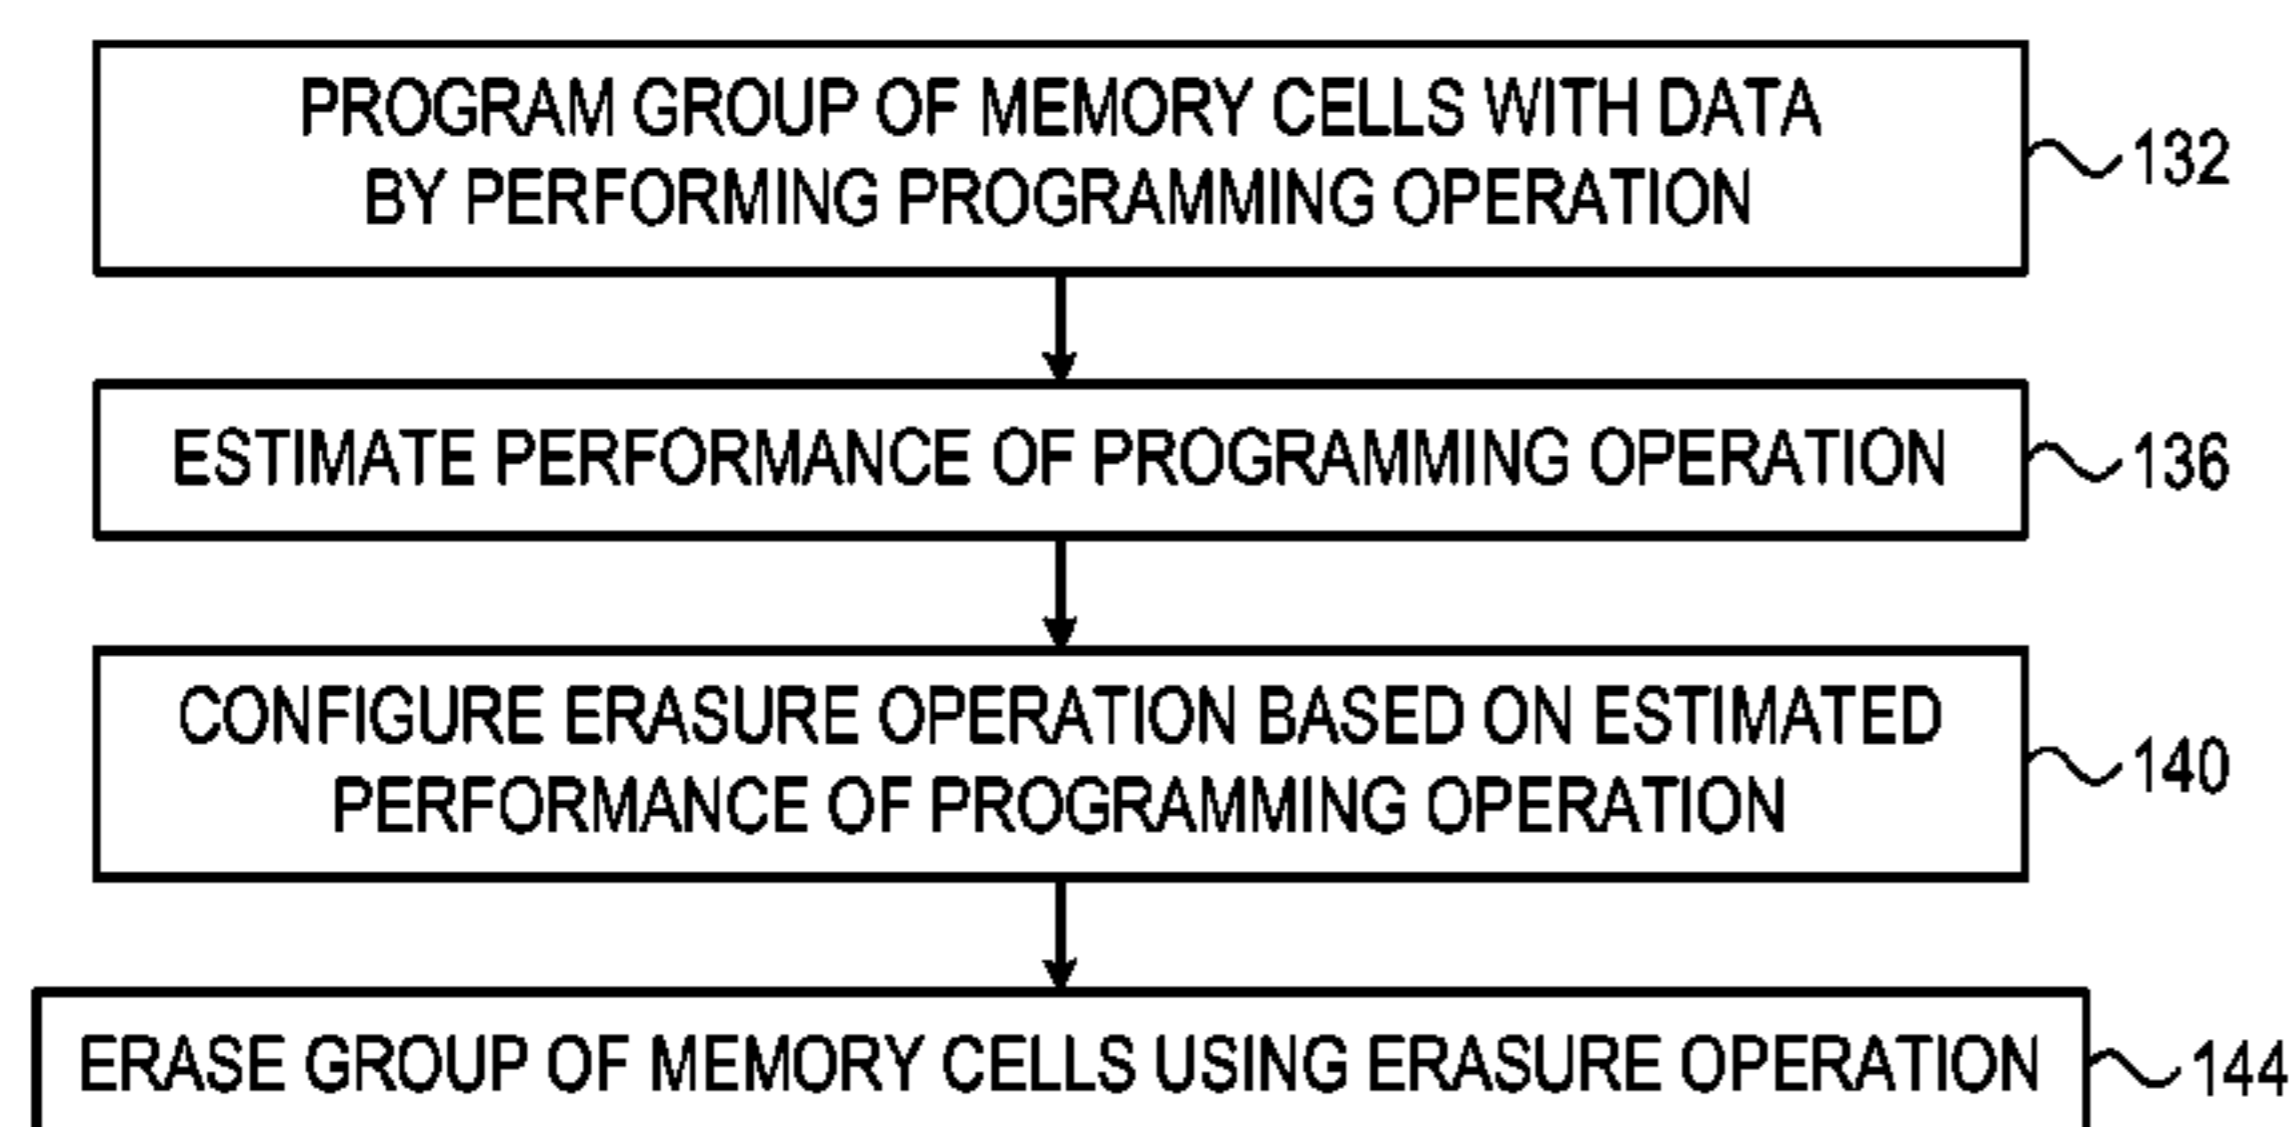 PROGRAM GROUP OF MEMORY CELLS WITH DATA
BY PERFORMING PROGRAMMING OPERATION
132
ESTIMATE PERFORMANCE OF PROGRAMMING OPERATION
136
CONFIGURE ERASURE OPERATION BASED ON ESTIMATED
PERFORMANCE OF PROGRAMMING OPERATION
140
ERASE GROUP OF MEMORY CELLS USING ERASURE OPERATION
144